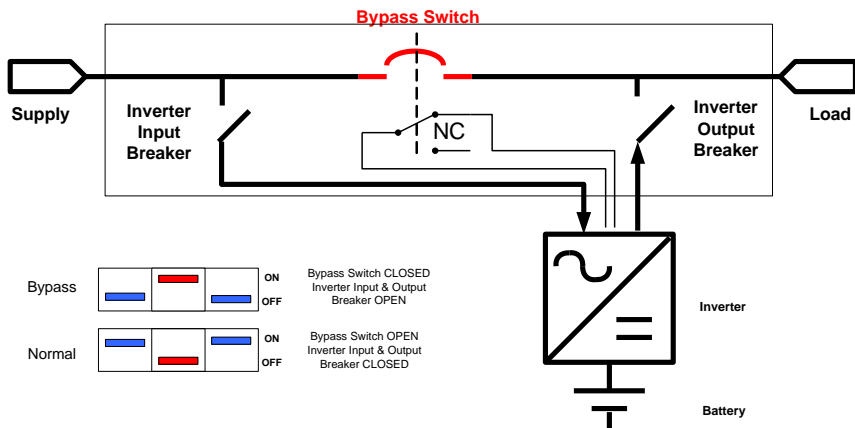 Bypass Switch
Supply
Inverter
Input
Breaker
NC
Inverter
Output
Breaker
Load
Bypass
ON
OFF
Bypass Switch CLOSED
Inverter Input & Output
Breaker OPEN
Normal
ON
OFF
Bypass Switch OPEN
Inverter Input & Output
Breaker CLOSED
Inverter
Battery